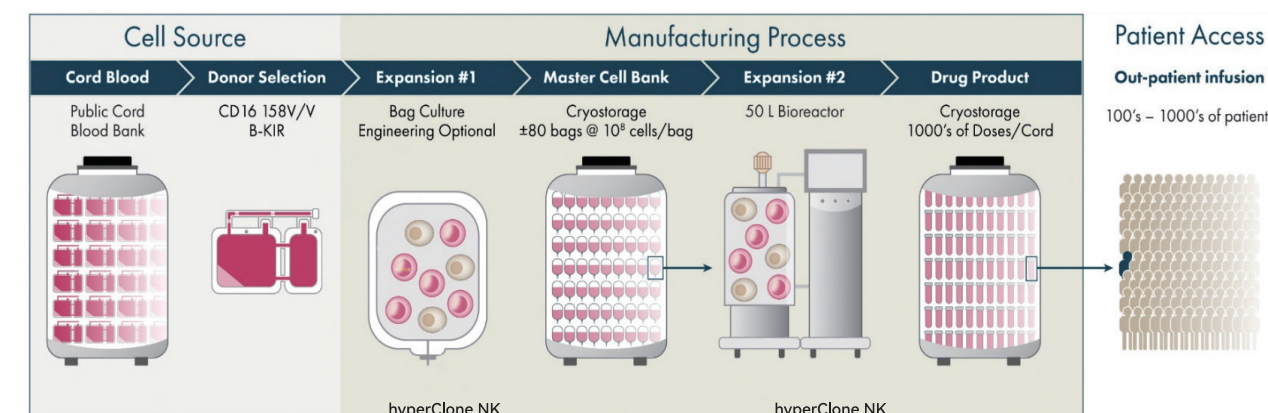 Cell Source
Manufacturing Process
Patient Access
Cord Blood
Donor Selection
Expansion #1
Master Cell Bank
Expansion #2
Drug Product
Out-patient infusion
Public Cord
Blood Bank
CD16 158V/V
B-KIR
Bag Culture
Engineering Optional
Cryostorage
±80 bags @ 10⁸ cells/bag
50 L Bioreactor
Cryostorage
1000's of Doses/Cord
100's – 1000's of patient
hyperClone NK
hyperClone NK